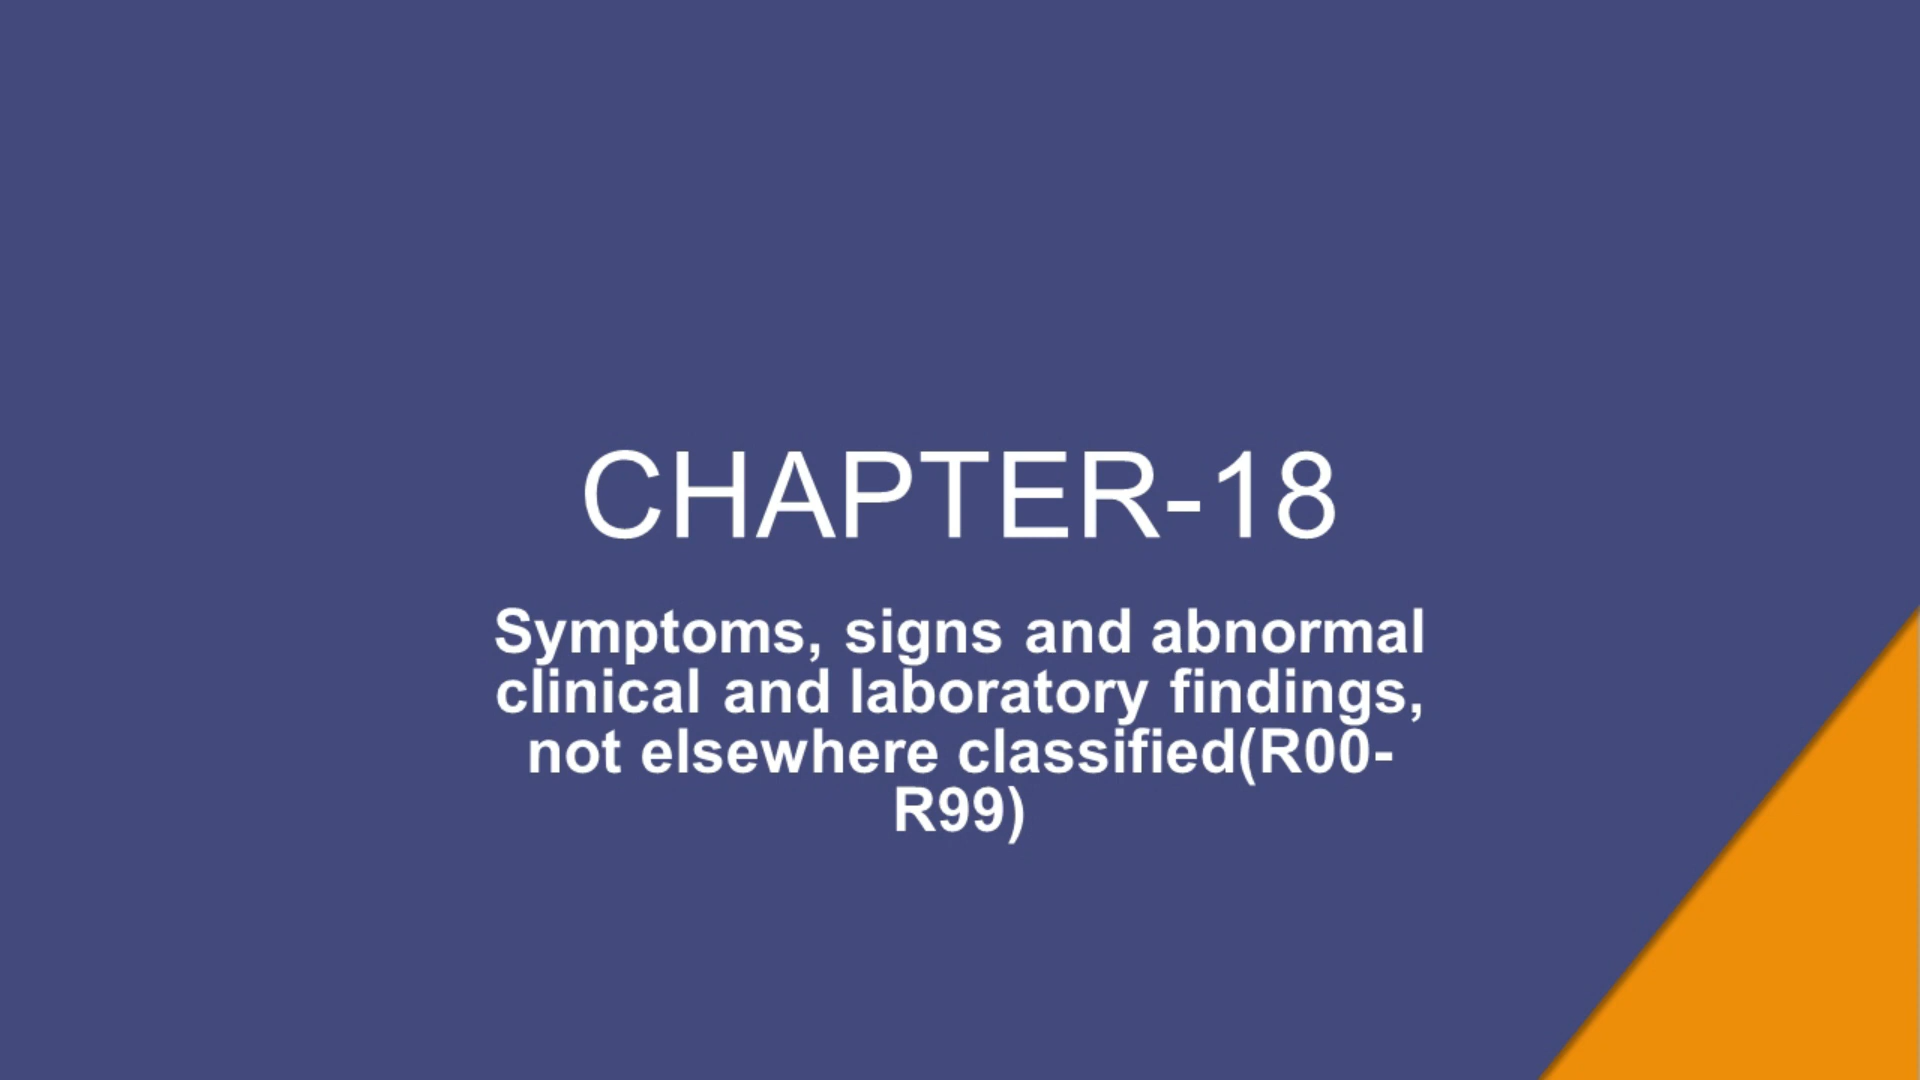 CHAPTER-18
Symptoms, signs and abnormal
clinical and laboratory findings,
not elsewhere classified(R00-
R99)